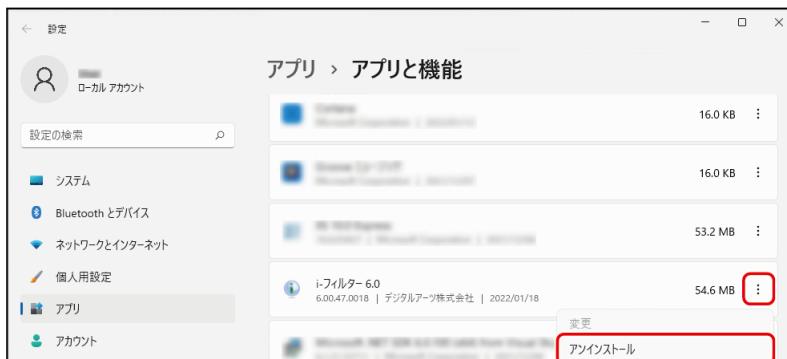 ← 設定
ローカル アカウント
アプリ › アプリと機能
設定の検索
16.0 KB
16.0 KB
システム
Bluetooth とデバイス
53.2 MB
ネットワークとインターネット
個人用設定
i-フィルター 6.0
6.00.47.0018 | デジタルアーツ株式会社 | 2022/01/18
54.6 MB
アプリ
変更
アカウント
アンインストール